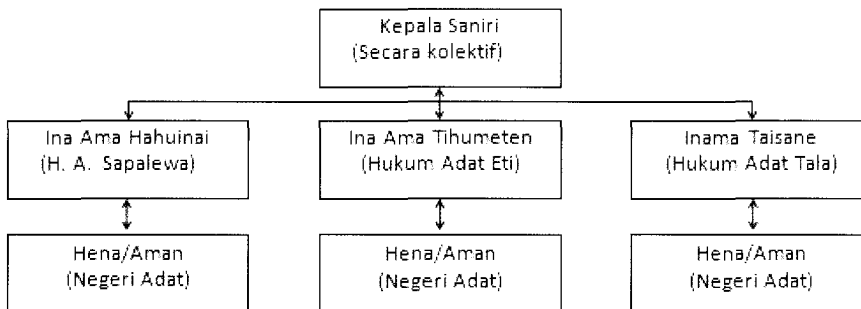 Kepala Saniri
(Secara kolektif)
Ina Ama Hahuinai
(H. A. Sapalewa)
Ina Ama Tihumeten
(Hukum Adat Eti)
Inama Taisane
(Hukum Adat Tala)
Hena/Aman
(Negeri Adat)
Hena/Aman
(Negeri Adat)
Hena/Aman
(Negeri Adat)